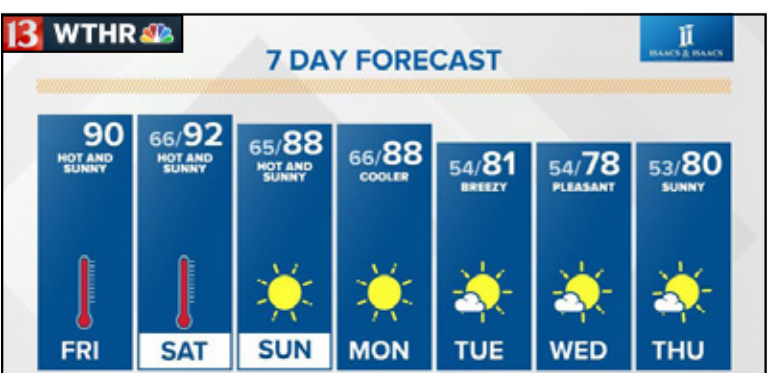 13 WTHR
7 DAY FORECAST
ISAACS & ISAACS
90
HOT AND
SUNNY
FRI
66/92
HOT AND
SUNNY
SAT
65/88
HOT AND
SUNNY
SUN
66/88
COOLER
MON
54/81
BREEZY
TUE
54/78
PLEASANT
WED
53/80
SUNNY
THU